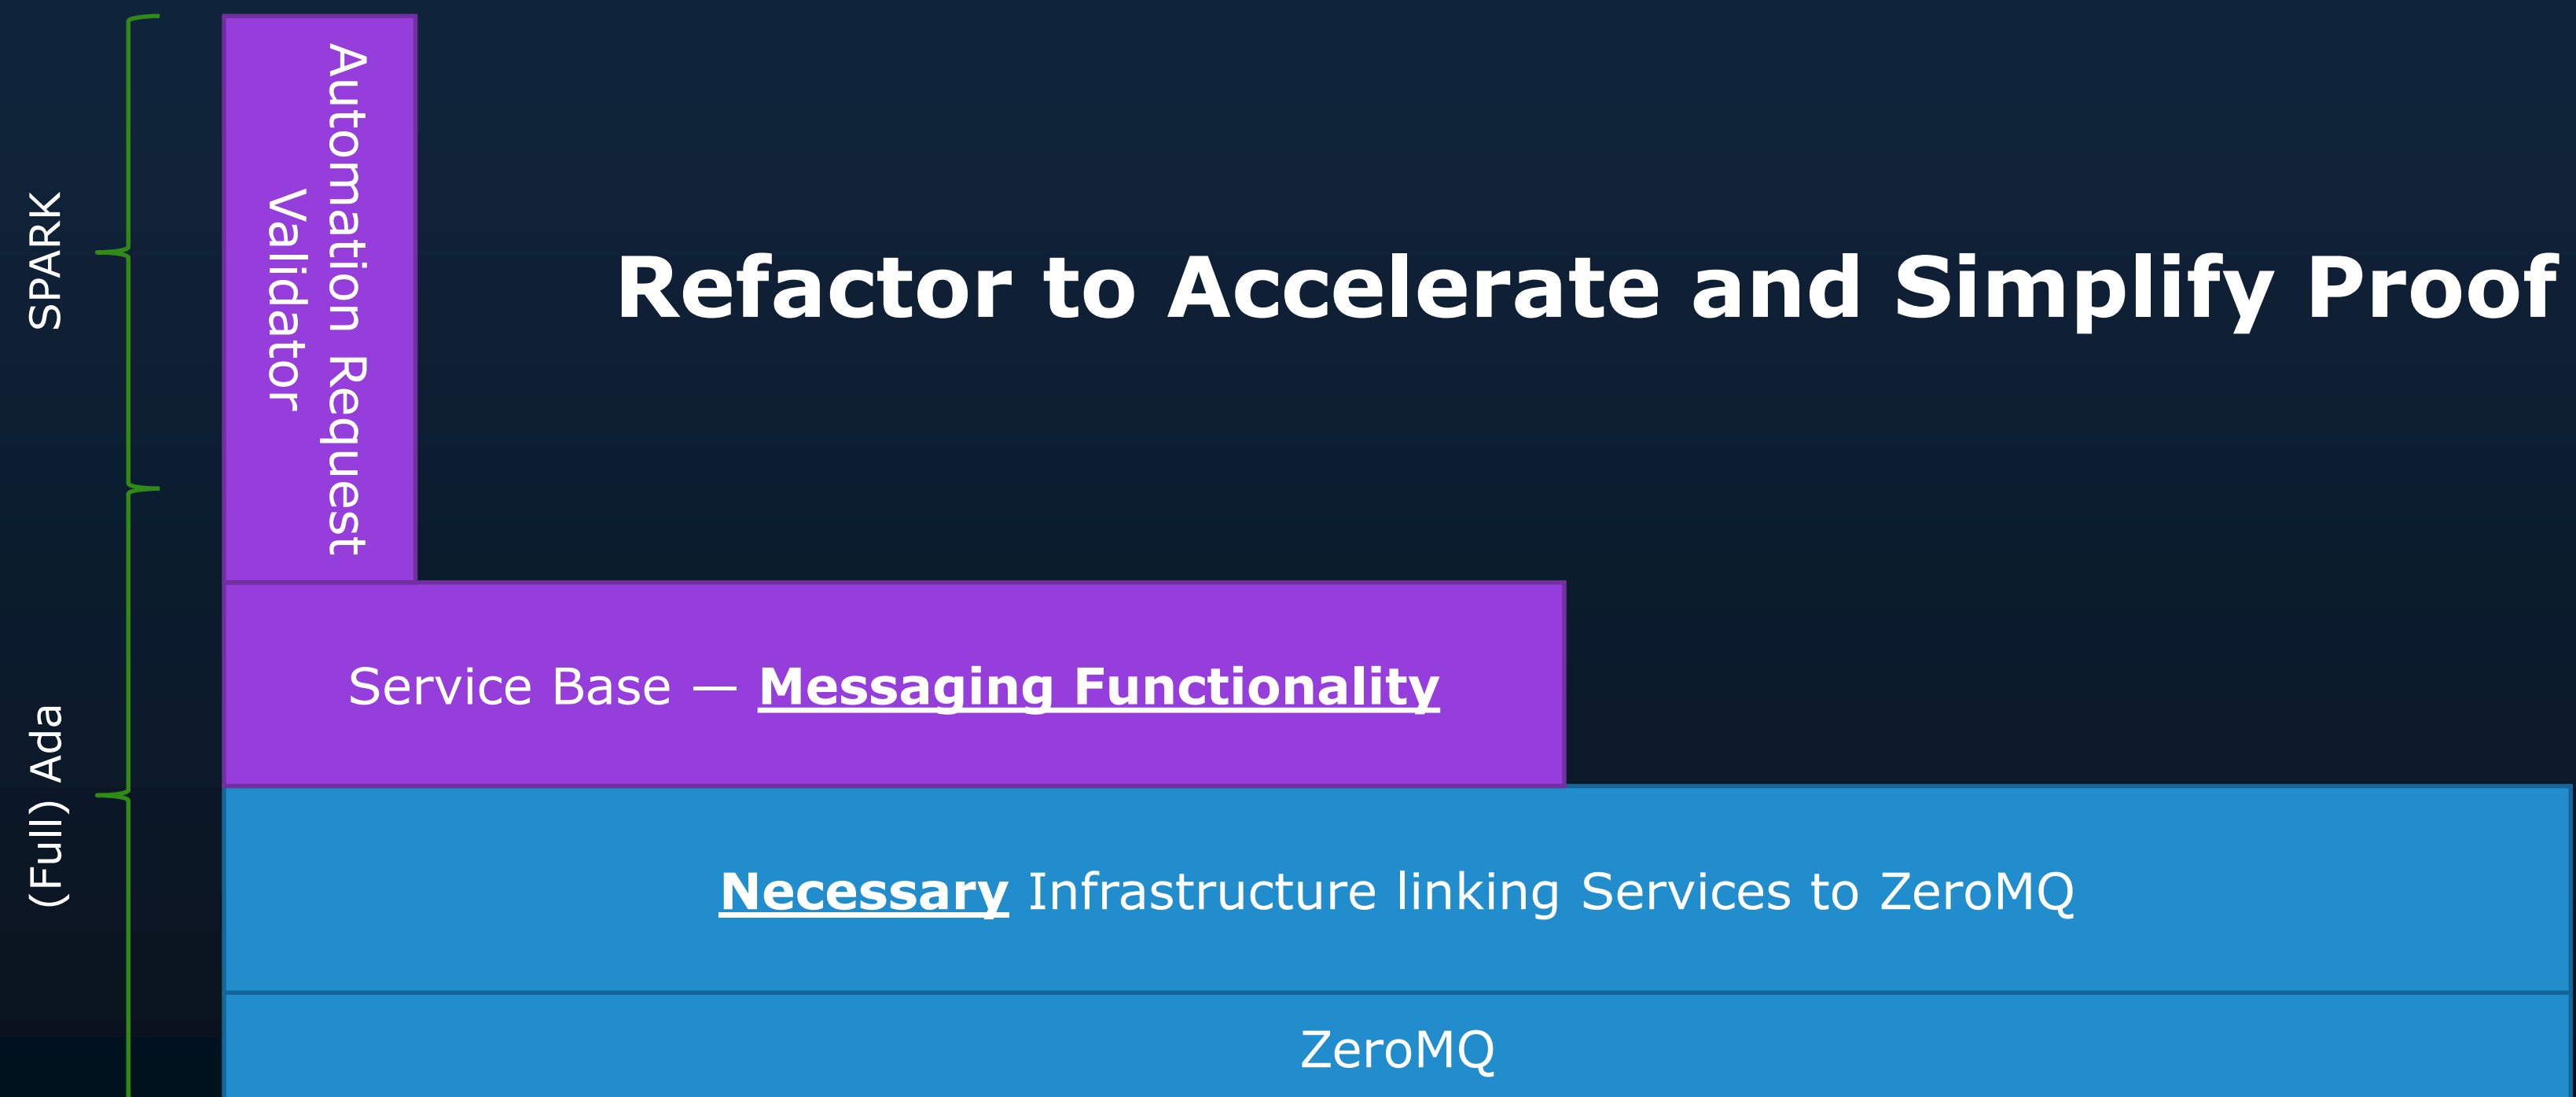 SPARK
Automation Request
Validator
Refactor to Accelerate and Simplify Proof
(Full) Ada
Service Base — Messaging Functionality
Necessary Infrastructure linking Services to ZeroMQ
ZeroMQ